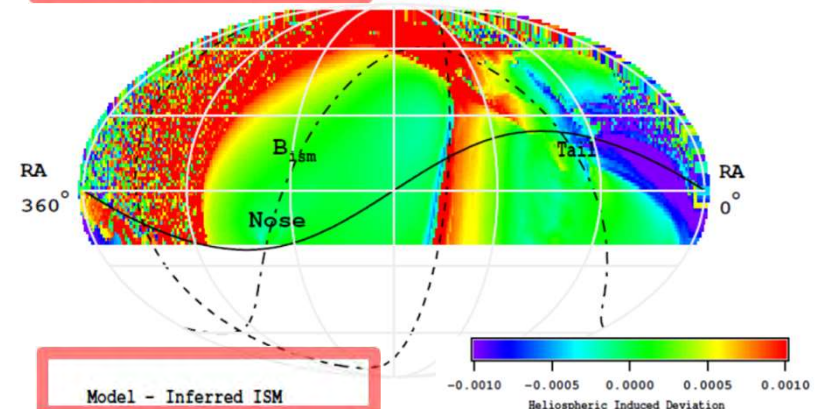 B_ism
Tail
RA
360°
RA
0°
Nose
-0.0010 -0.0005 0.0000 0.0005 0.0010
Model - Inferred ISM
Heliospheric Induced Deviation